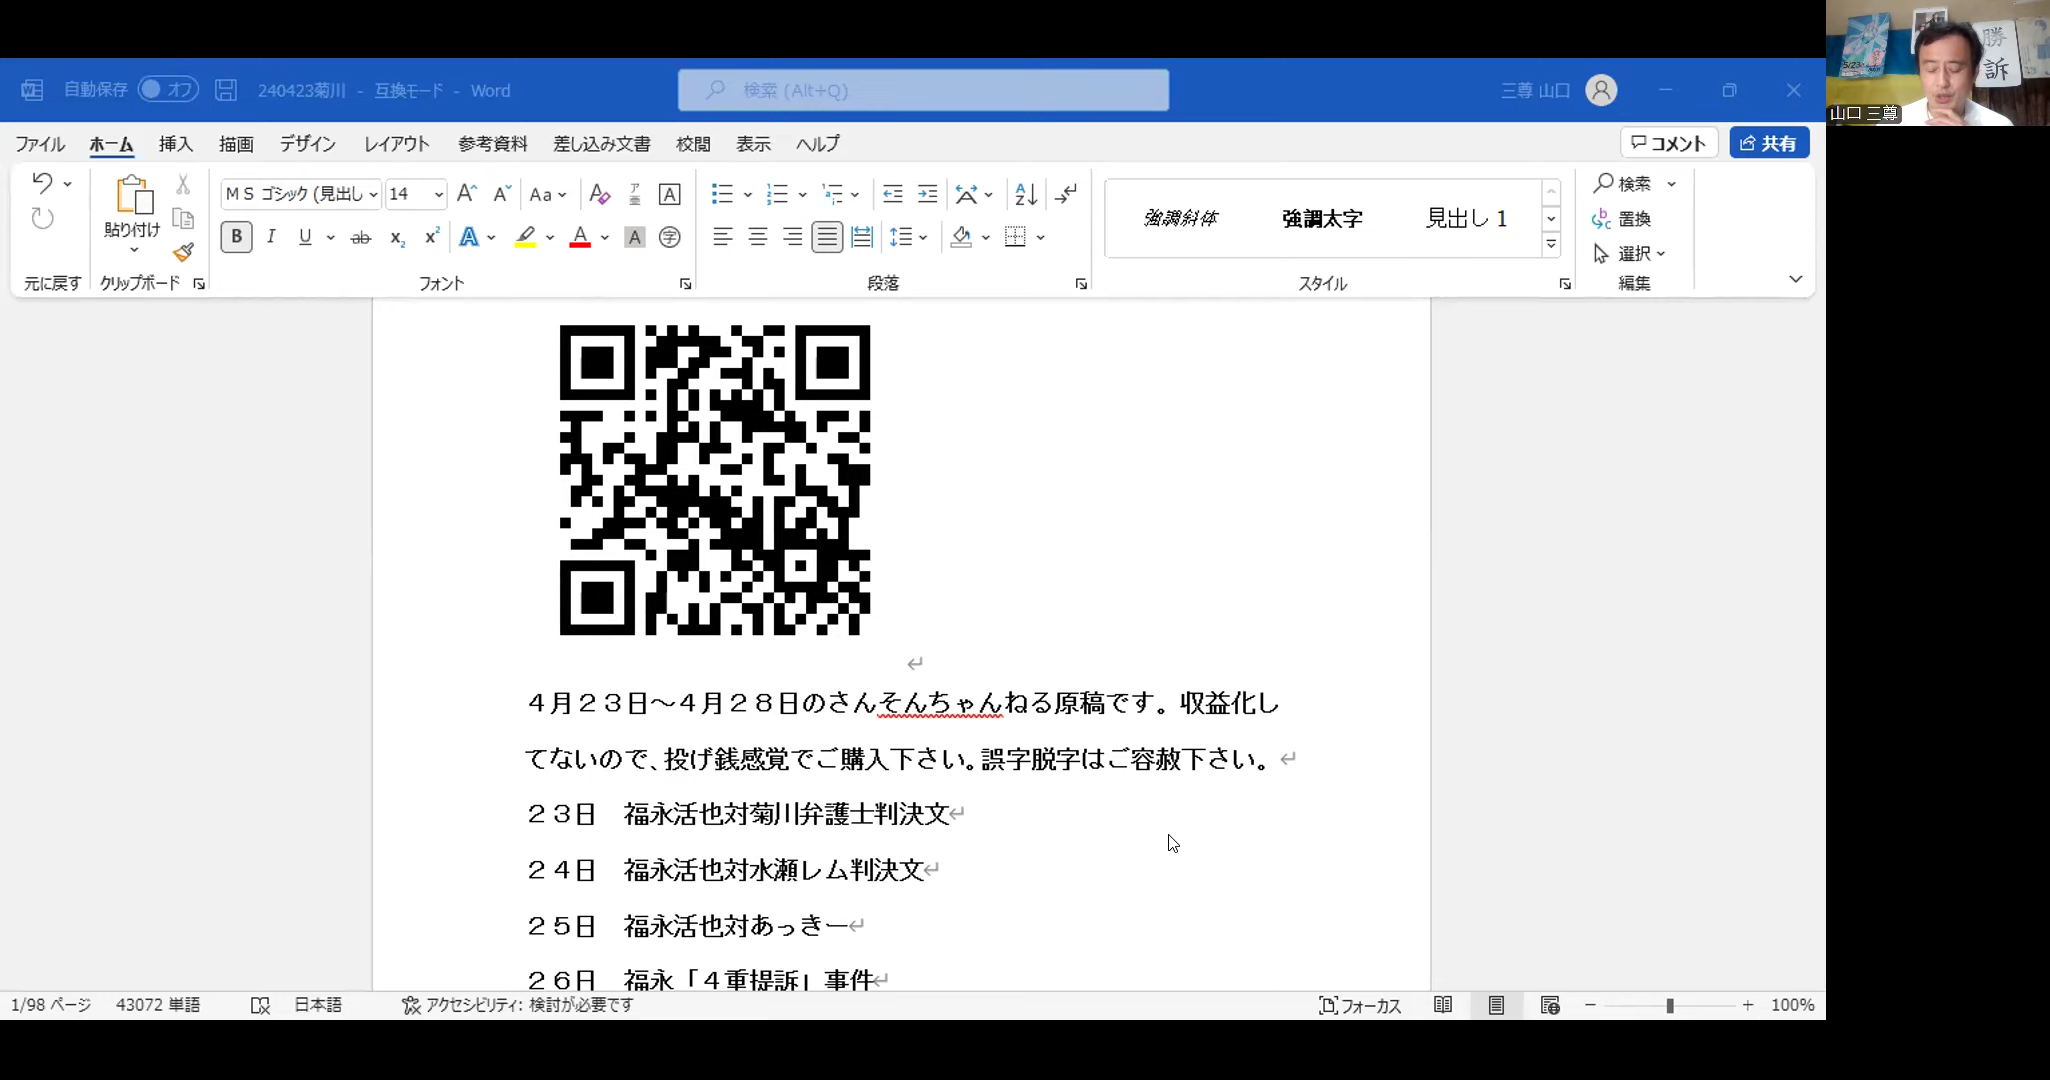 自動保存 オフ 240423菊川 - 互換モード - Word 検索 (Alt+Q) 三尊 山口
勝訴
5/23
山口 三尊
ファイル ホーム 挿入 描画 デザイン レイアウト 参考資料 差し込み文書 校閲 表示 ヘルプ コメント 共有
貼り付け
ＭＳ ゴシック (見出し 14 Aa
強調斜体 強調太字 見出し 1
検索
置換
選択
元に戻す クリップボード フォント 段落 スタイル 編集
４月２３日～４月２８日のさんそんちゃんねる原稿です。収益化し
てないので、投げ銭感覚でご購入下さい。誤字脱字はご容赦下さい。
２３日　福永活也対菊川弁護士判決文
２４日　福永活也対水瀬レム判決文
２５日　福永活也対あっきー
２６日　福永「４重提訴」事件
1/98 ページ 43072 単語 日本語 アクセシビリティ: 検討が必要です フォーカス 100%